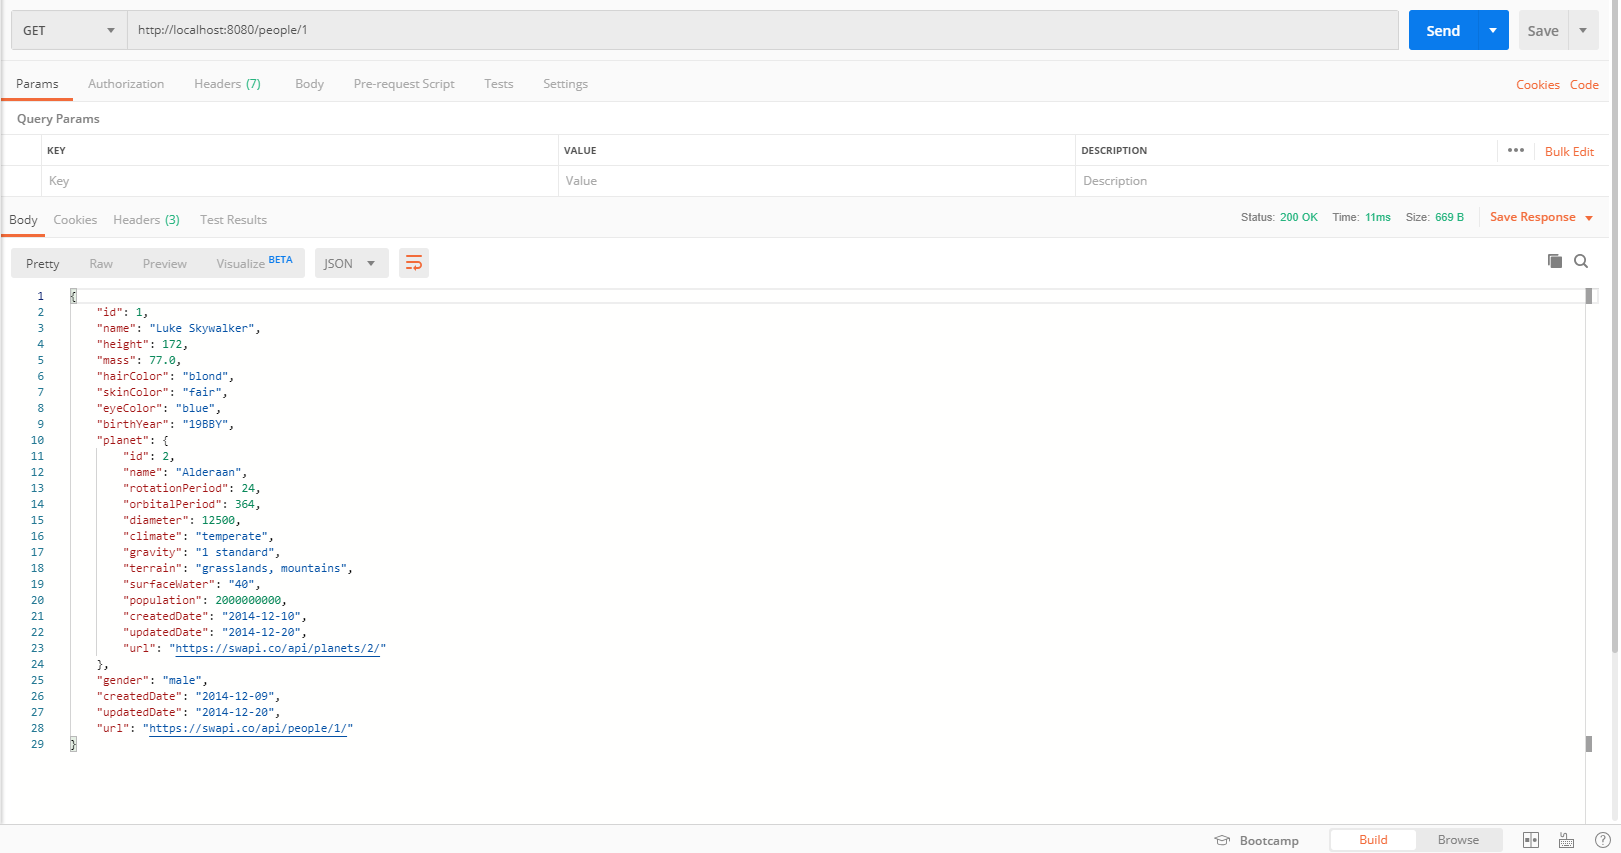 GET http://localhost:8080/people/1 Send Save
Params Authorization Headers (7) Body Pre-request Script Tests Settings Cookies Code
Query Params
KEY VALUE DESCRIPTION ••• Bulk Edit
Key Value Description
Body Cookies Headers (3) Test Results Status: 200 OK Time: 11ms Size: 669 B Save Response
Pretty Raw Preview Visualize BETA JSON
1 {
2 "id": 1,
3 "name": "Luke Skywalker",
4 "height": 172,
5 "mass": 77.0,
6 "hairColor": "blond",
7 "skinColor": "fair",
8 "eyeColor": "blue",
9 "birthYear": "19BBY",
10 "planet": {
11 "id": 2,
12 "name": "Alderaan",
13 "rotationPeriod": 24,
14 "orbitalPeriod": 364,
15 "diameter": 12500,
16 "climate": "temperate",
17 "gravity": "1 standard",
18 "terrain": "grasslands, mountains",
19 "surfaceWater": "40",
20 "population": 2000000000,
21 "createdDate": "2014-12-10",
22 "updatedDate": "2014-12-20",
23 "url": "https://swapi.co/api/planets/2/"
24 },
25 "gender": "male",
26 "createdDate": "2014-12-09",
27 "updatedDate": "2014-12-20",
28 "url": "https://swapi.co/api/people/1/"
29 }
Bootcamp Build Browse ?